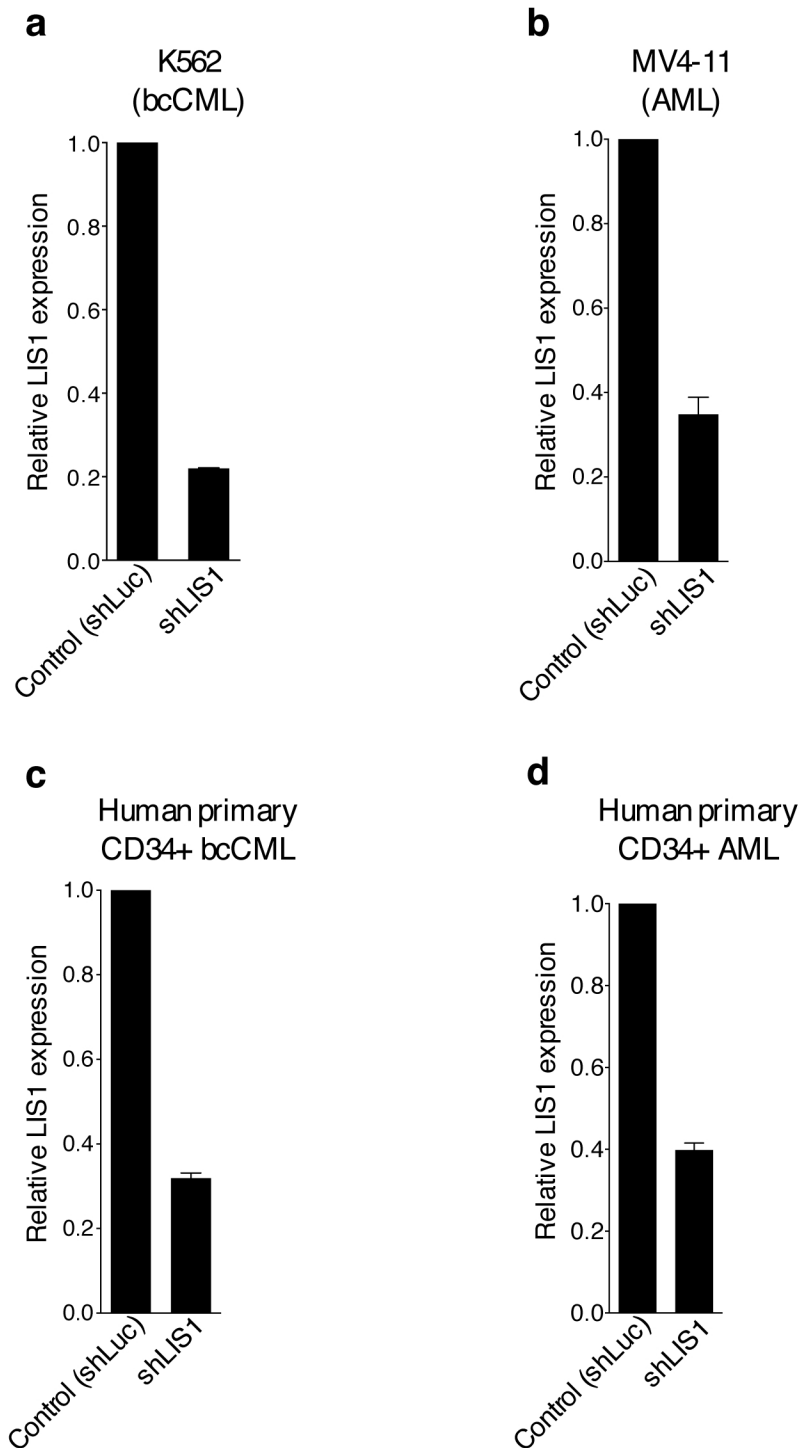 a
K562
(bcCML)
Relative LIS1 expression
1.0
0.8
0.6
0.4
0.2
0.0
Control (shLuc)
shLIS1
b
MV4-11
(AML)
Relative LIS1 expression
1.0
0.8
0.6
0.4
0.2
0.0
Control (shLuc)
shLIS1
c
Human primary
CD34+ bcCML
Relative LIS1 expression
1.0
0.8
0.6
0.4
0.2
0.0
Control (shLuc)
shLIS1
d
Human primary
CD34+ AML
Relative LIS1 expression
1.0
0.8
0.6
0.4
0.2
0.0
Control (shLuc)
shLIS1